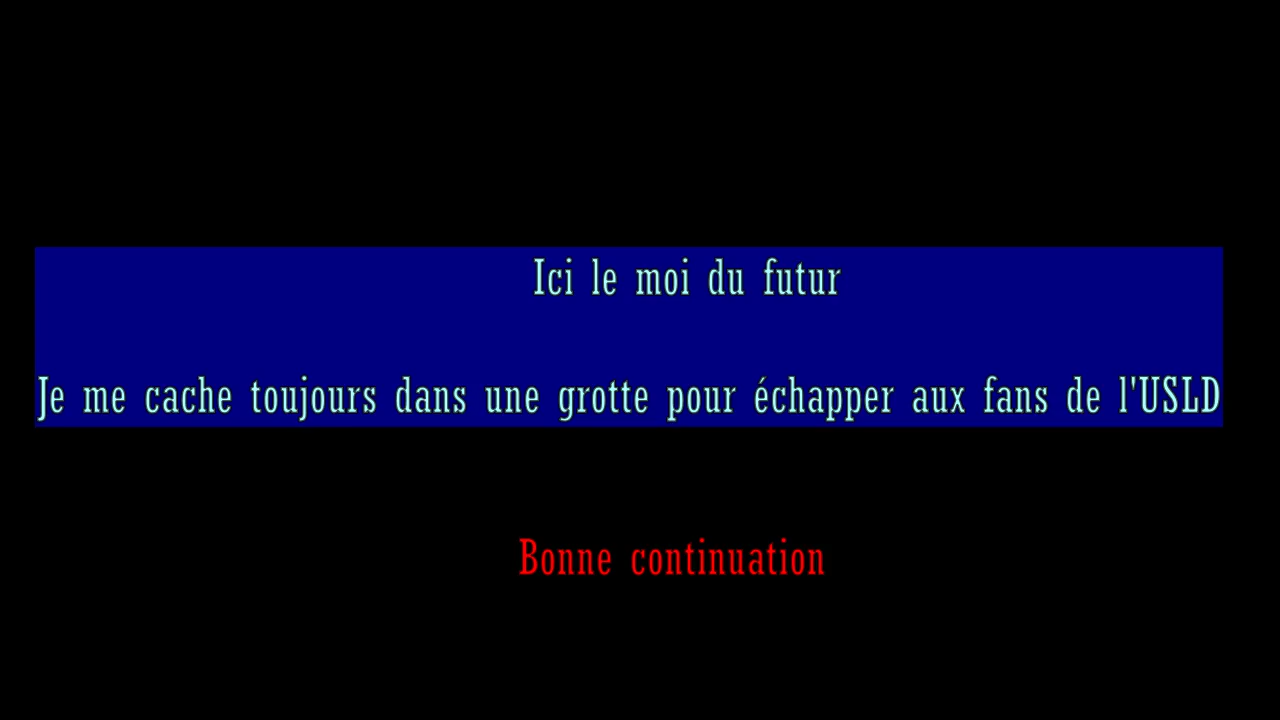 Ici le moi du futur
Je me cache toujours dans une grotte pour échapper aux fans de l'USLD
Bonne continuation